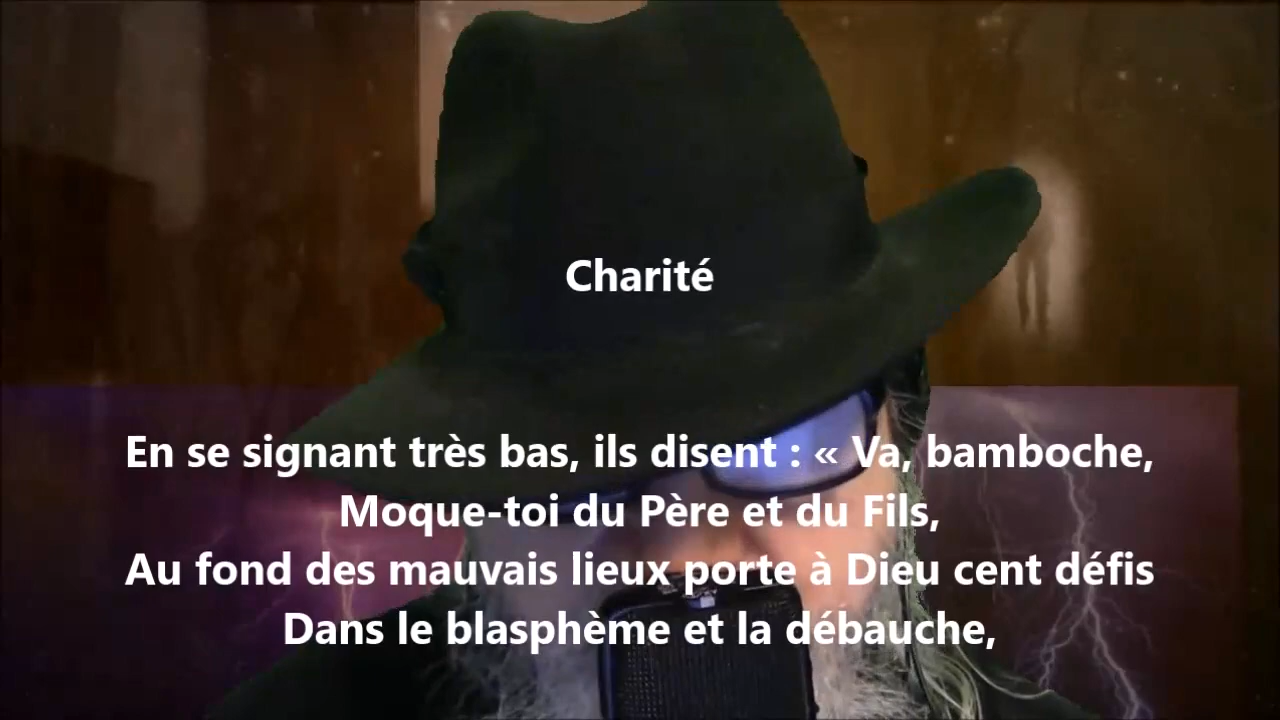 Charité
En se signant très bas, ils disent : « Va, bamboche,
Moque-toi du Père et du Fils,
Au fond des mauvais lieux porte à Dieu cent défis
Dans le blasphème et la débauche,